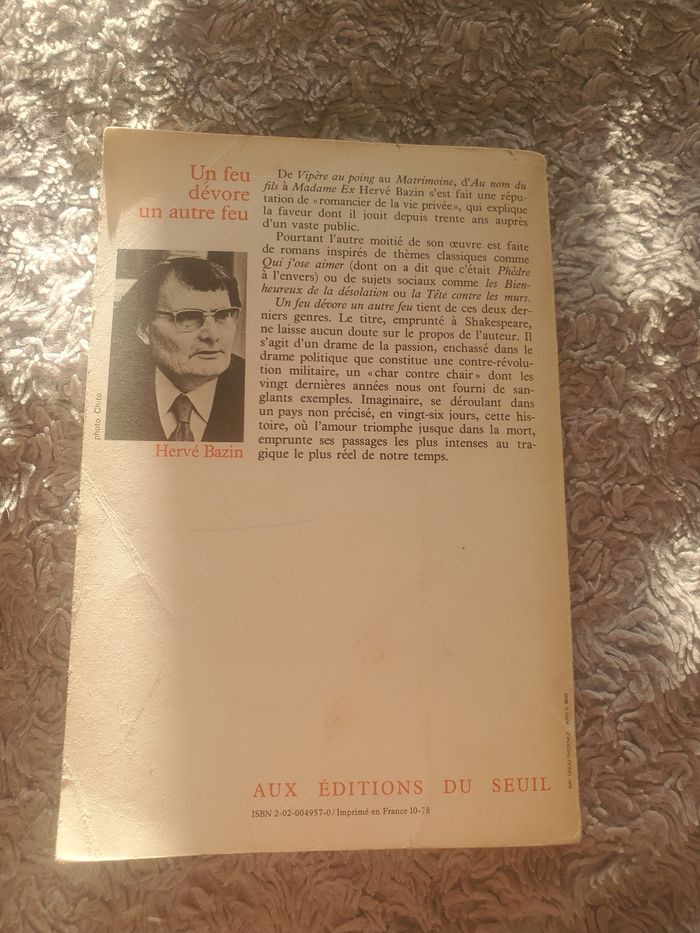 Un feu
dévore
un autre feu
De Vipère au poing au Matrimoine, d'Au nom du
fils à Madame Ex Hervé Bazin s'est fait une répu-
tation de «romancier de la vie privée», qui explique
la faveur dont il jouit depuis trente ans auprès
d'un vaste public.
Pourtant l'autre moitié de son œuvre est faite
de romans inspirés de thèmes classiques comme
Qui j'ose aimer (dont on a dit que c'était Phèdre
à l'envers) ou de sujets sociaux comme les Bien-
heureux de la désolation ou la Tête contre les murs.
Un feu dévore un autre feu tient de ces deux der-
niers genres. Le titre, emprunté à Shakespeare,
ne laisse aucun doute sur le propos de l'auteur. Il
s'agit d'un drame de la passion, enchassé dans le
drame politique que constitue une contre-révolu-
tion militaire, un «char contre chair» dont les
vingt dernières années nous ont fourni de san-
glants exemples. Imaginaire, se déroulant dans
un pays non précisé, en vingt-six jours, cette his-
toire, où l'amour triomphe jusque dans la mort,
emprunte ses passages les plus intenses au tra-
gique le plus réel de notre temps.
photo
Hervé Bazin
AUX ÉDITIONS DU SEUIL
ISBN 2-02-004957-0/Imprimé en France 10-78